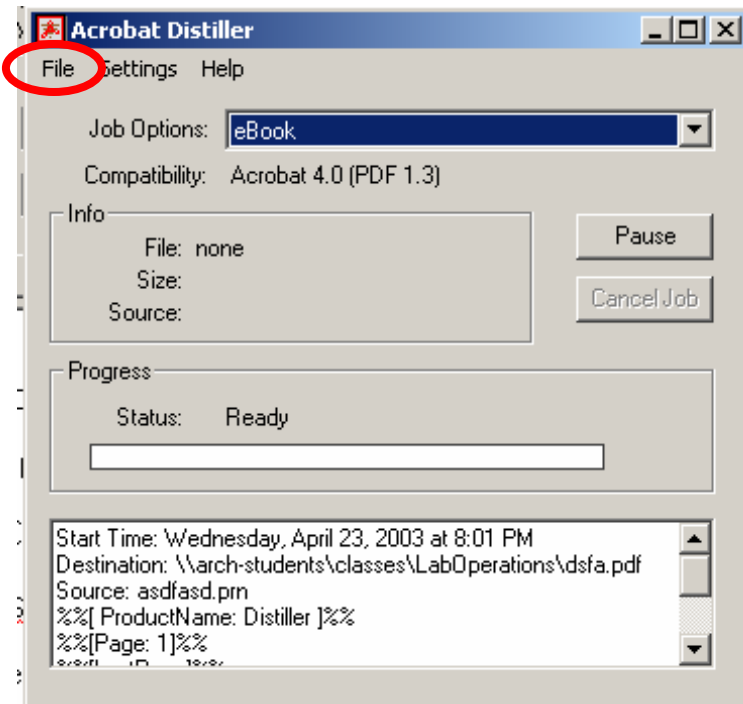 Acrobat Distiller
File Settings Help
Job Options: eBook
Compatibility: Acrobat 4.0 (PDF 1.3)
Info
File: none
Pause
Size:
Cancel Job
Source:
Progress
Status: Ready
Start Time: Wednesday, April 23, 2003 at 8:01 PM
Destination: \\arch-students\classes\LabOperations\dsfa.pdf
Source: asdfasd.prn
%%[ ProductName: Distiller ]%%
%%[Page: 1]%%